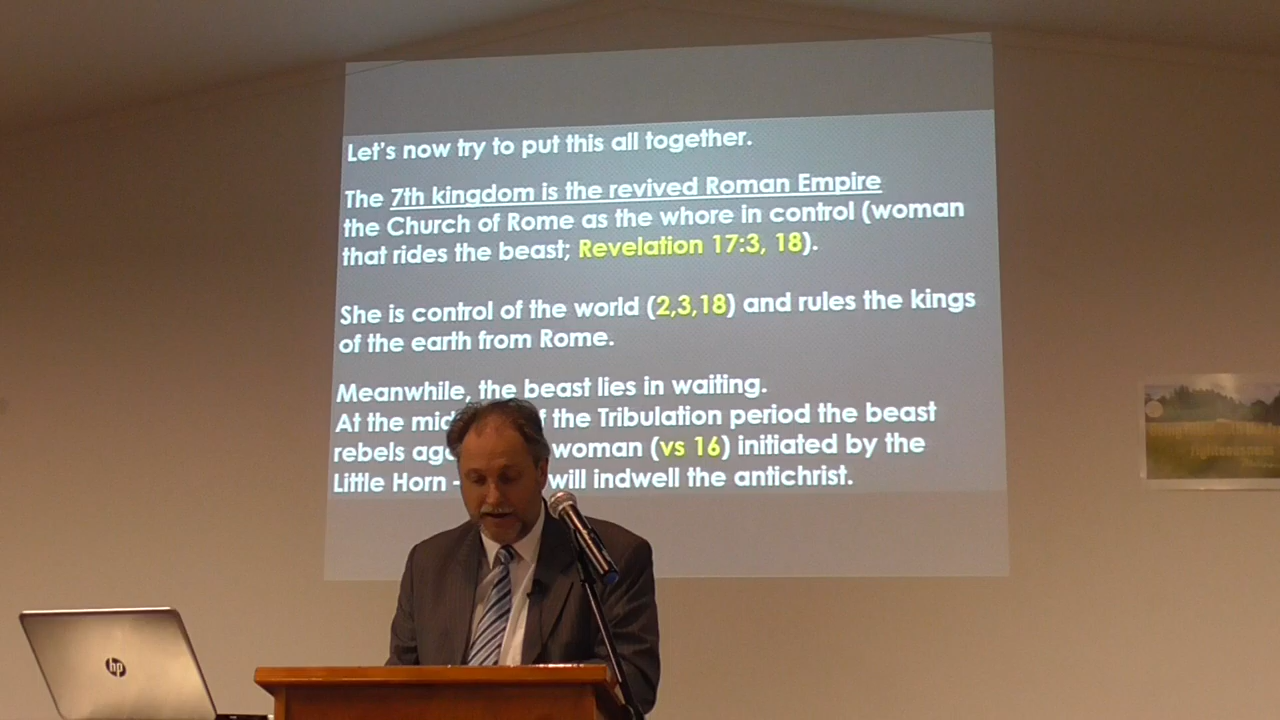 Let's now try to put this all together.
The 7th kingdom is the revived Roman Empire
the Church of Rome as the whore in control (woman
that rides the beast; Revelation 17:3, 18).
She is control of the world (2,3,18) and rules the kings
of the earth from Rome.
Meanwhile, the beast lies in waiting.
At the mid the Tribulation period the beast
rebels aga woman (vs 16) initiated by the
Little Horn - will indwell the antichrist.
righteousness
hp